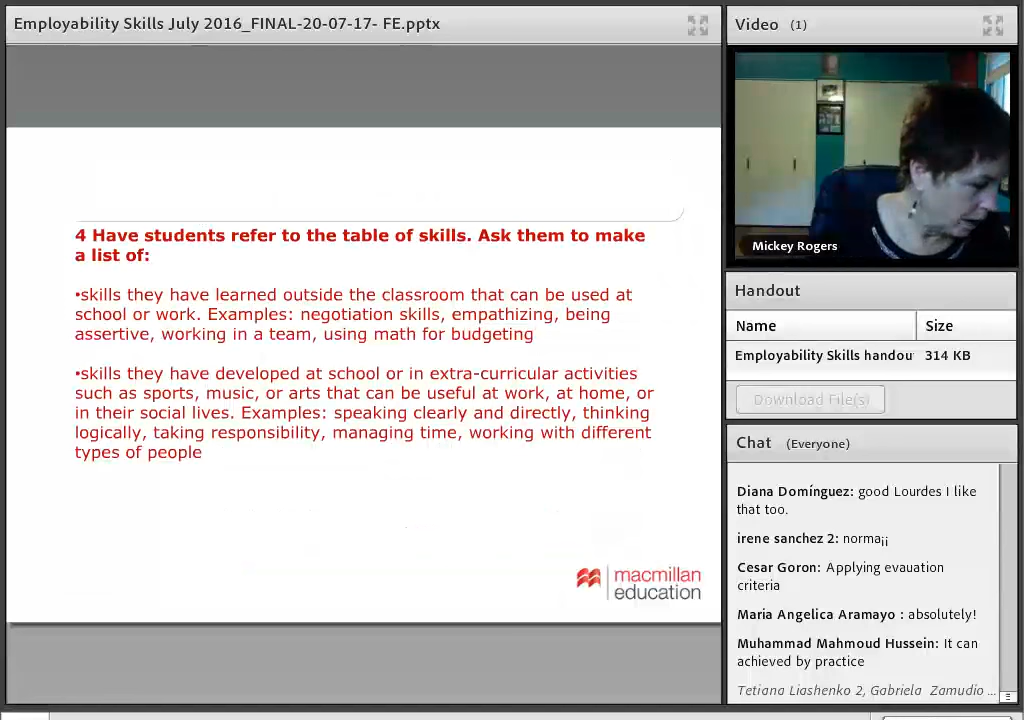 Employability Skills July 2016_FINAL-20-07-17- FE.pptx
4 Have students refer to the table of skills. Ask them to make
a list of:
•skills they have learned outside the classroom that can be used at
school or work. Examples: negotiation skills, empathizing, being
assertive, working in a team, using math for budgeting
•skills they have developed at school or in extra-curricular activities
such as sports, music, or arts that can be useful at work, at home, or
in their social lives. Examples: speaking clearly and directly, thinking
logically, taking responsibility, managing time, working with different
types of people
macmillan
education
Video (1)
Mickey Rogers
Handout
Name Size
Employability Skills handou 314 KB
Download File(s)
Chat (Everyone)
Diana Domínguez: good Lourdes I like
that too.
irene sanchez 2: norma¡¡
Cesar Goron: Applying evauation
criteria
Maria Angelica Aramayo : absolutely!
Muhammad Mahmoud Hussein: It can
achieved by practice
Tetiana Liashenko 2, Gabriela Zamudio ...